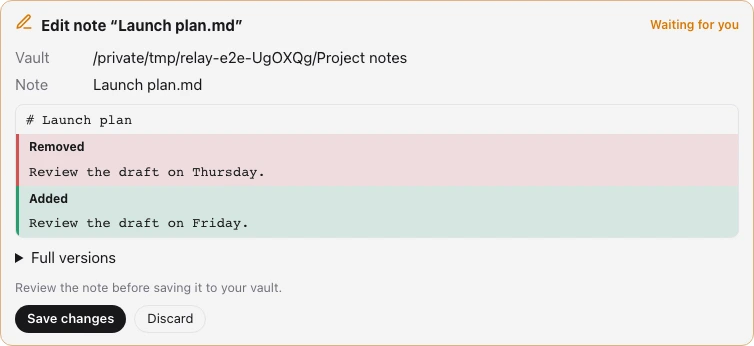 Edit note “Launch plan.md”
Waiting for you
Vault /private/tmp/relay-e2e-UgOXQg/Project notes
Note Launch plan.md
# Launch plan
Removed
Review the draft on Thursday.
Added
Review the draft on Friday.
Full versions
Review the note before saving it to your vault.
Save changes Discard